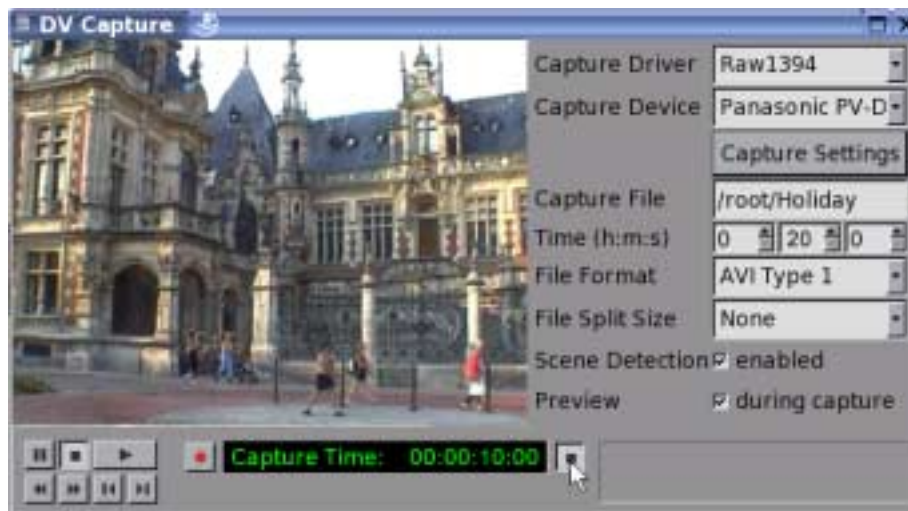 DV Capture
Capture Driver Raw1394
Capture Device Panasonic PV-D
Capture Settings
Capture File /root/Holiday
Time (h:m:s) 0 20 0
File Format AVI Type 1
File Split Size None
Scene Detection enabled
Preview during capture
Capture Time: 00:00:10:00